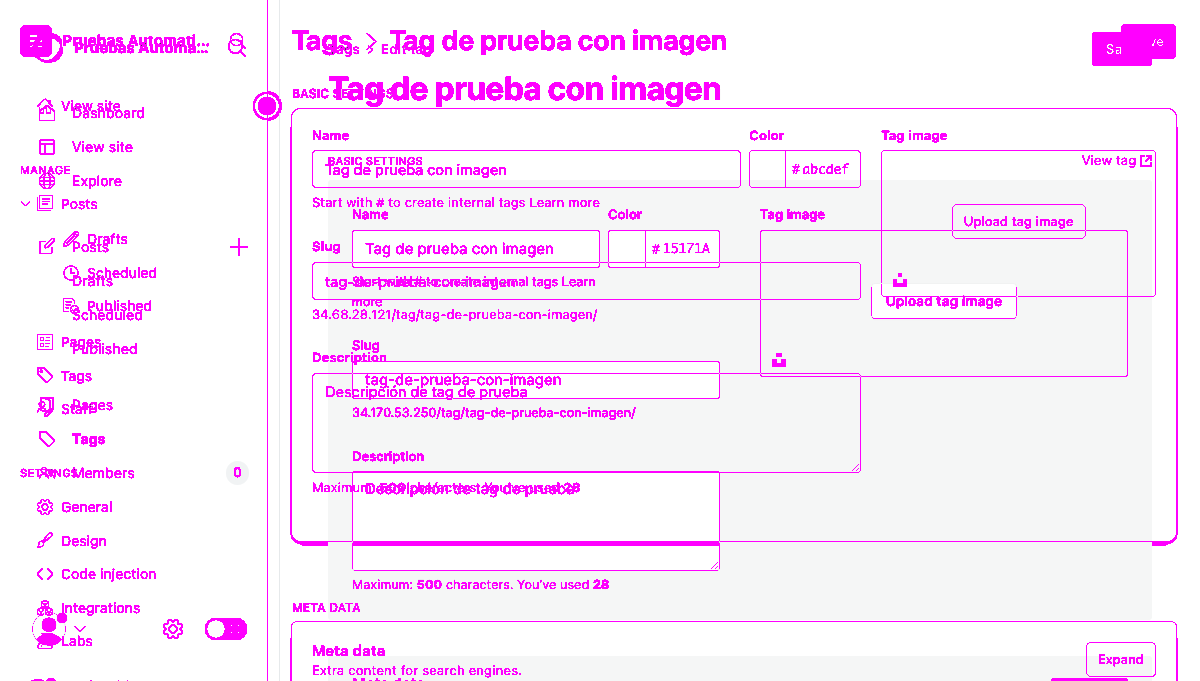 Pruebas Automati...
Pruebas Automa...
Tags > Tag de prueba con imagen
Tags > Edit tag
Tag de prueba con imagen
View site
Dashboard
View site
MANAGE
Explore
Posts
Drafts
Posts
Scheduled
Drafts
Published
Scheduled
Pages
Published
Tags
Staff
Pages
Tags
SETTINGS
Members
0
General
Design
Code injection
Integrations
Labs
BASIC SETTINGS
Name
Color
Tag image
Tag de prueba con imagen
#abcdef
View tag
BASIC SETTINGS
Start with # to create internal tags Learn more
Upload tag image
Name
Color
Tag image
Slug
Tag de prueba con imagen
#15171A
tag-de-prueba-con-imagen
Start with # to create internal tags Learn
more
Upload tag image
34.68.28.121/tag/tag-de-prueba-con-imagen/
Slug
Description
tag-de-prueba-con-imagen
Descripción de tag de prueba
34.170.53.250/tag/tag-de-prueba-con-imagen/
Description
Maximum: 500 characters. You've used 28
Descripción de tag de prueba
Maximum: 500 characters. You've used 28
META DATA
Meta data
Extra content for search engines.
Expand